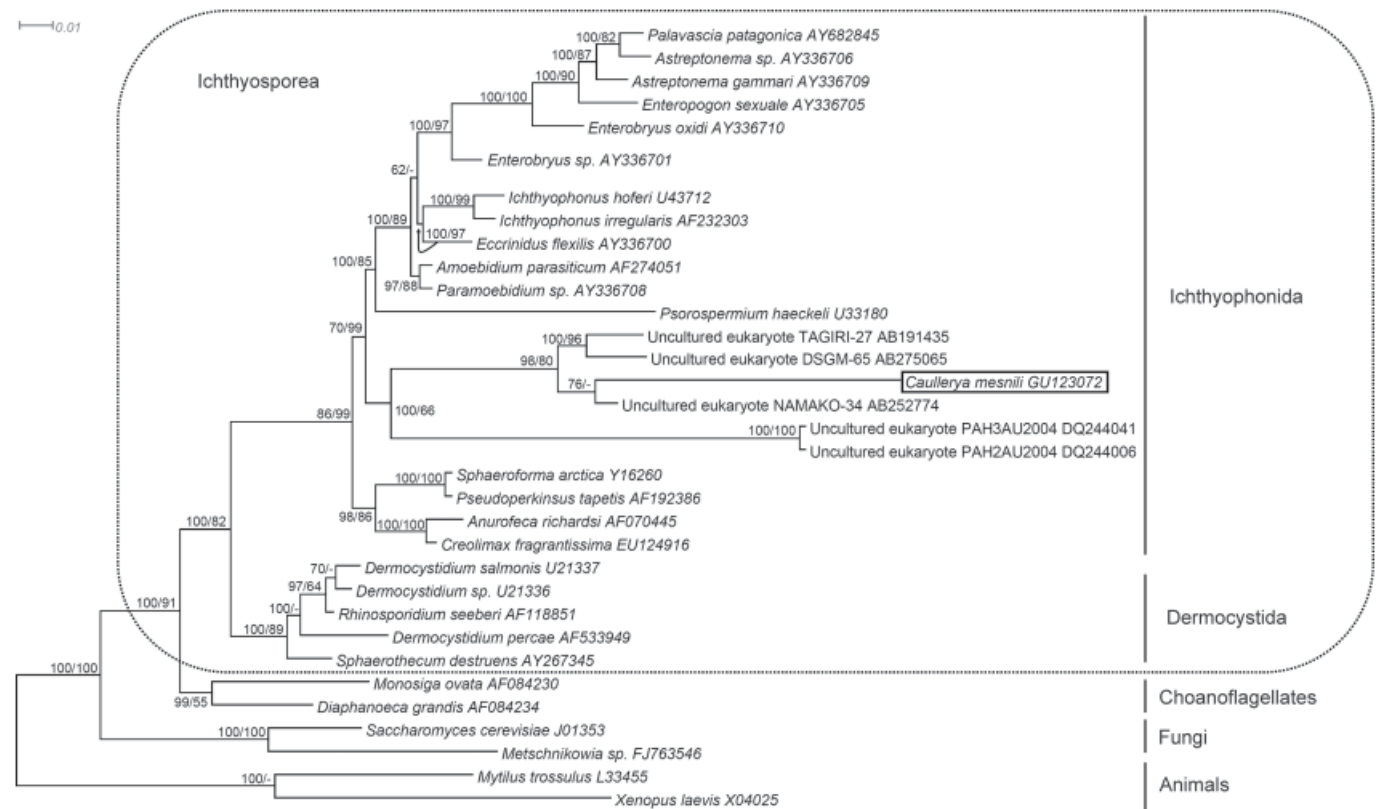 0.01
Ichthyosporea
100/82
Palavascia patagonica AY682845
100/87
Astreptonema sp. AY336706
100/90
Astreptonema gammari AY336709
100/100
Enteropogon sexuale AY336705
100/97
Enterobryus oxidi AY336710
Enterobryus sp. AY336701
62/-
100/99
Ichthyophonus hoferi U43712
100/89
Ichthyophonus irregularis AF232303
100/97
Eccrinidus flexilis AY336700
100/85
Amoebidium parasiticum AF274051
97/88
Paramoebidium sp. AY336708
Ichthyophonida
Psorospermium haeckeli U33180
70/99
100/96
Uncultured eukaryote TAGIRI-27 AB191435
98/80
Uncultured eukaryote DSGM-65 AB275065
76/-
Caullerya mesnili GU123072
86/99
100/66
Uncultured eukaryote NAMAKO-34 AB252774
100/100
Uncultured eukaryote PAH3AU2004 DQ244041
Uncultured eukaryote PAH2AU2004 DQ244006
100/100
Sphaeroforma arctica Y16260
Pseudoperkinsus tapetis AF192386
98/86
100/100
Anurofeca richardsi AF070445
100/82
Creolimax fragrantissima EU124916
70/-
Dermocystidium salmonis U21337
97/64
Dermocystidium sp. U21336
100/91
100/-
Rhinosporidium seeberi AF118851
Dermocystida
100/89
Dermocystidium percae AF533949
Sphaerothecum destruens AY267345
100/100
Monosiga ovata AF084230
99/55
Choanoflagellates
Diaphanoeca grandis AF084234
100/100
Saccharomyces cerevisiae J01353
Fungi
Metschnikowia sp. FJ763546
100/-
Mytilus trossulus L33455
Animals
Xenopus laevis X04025